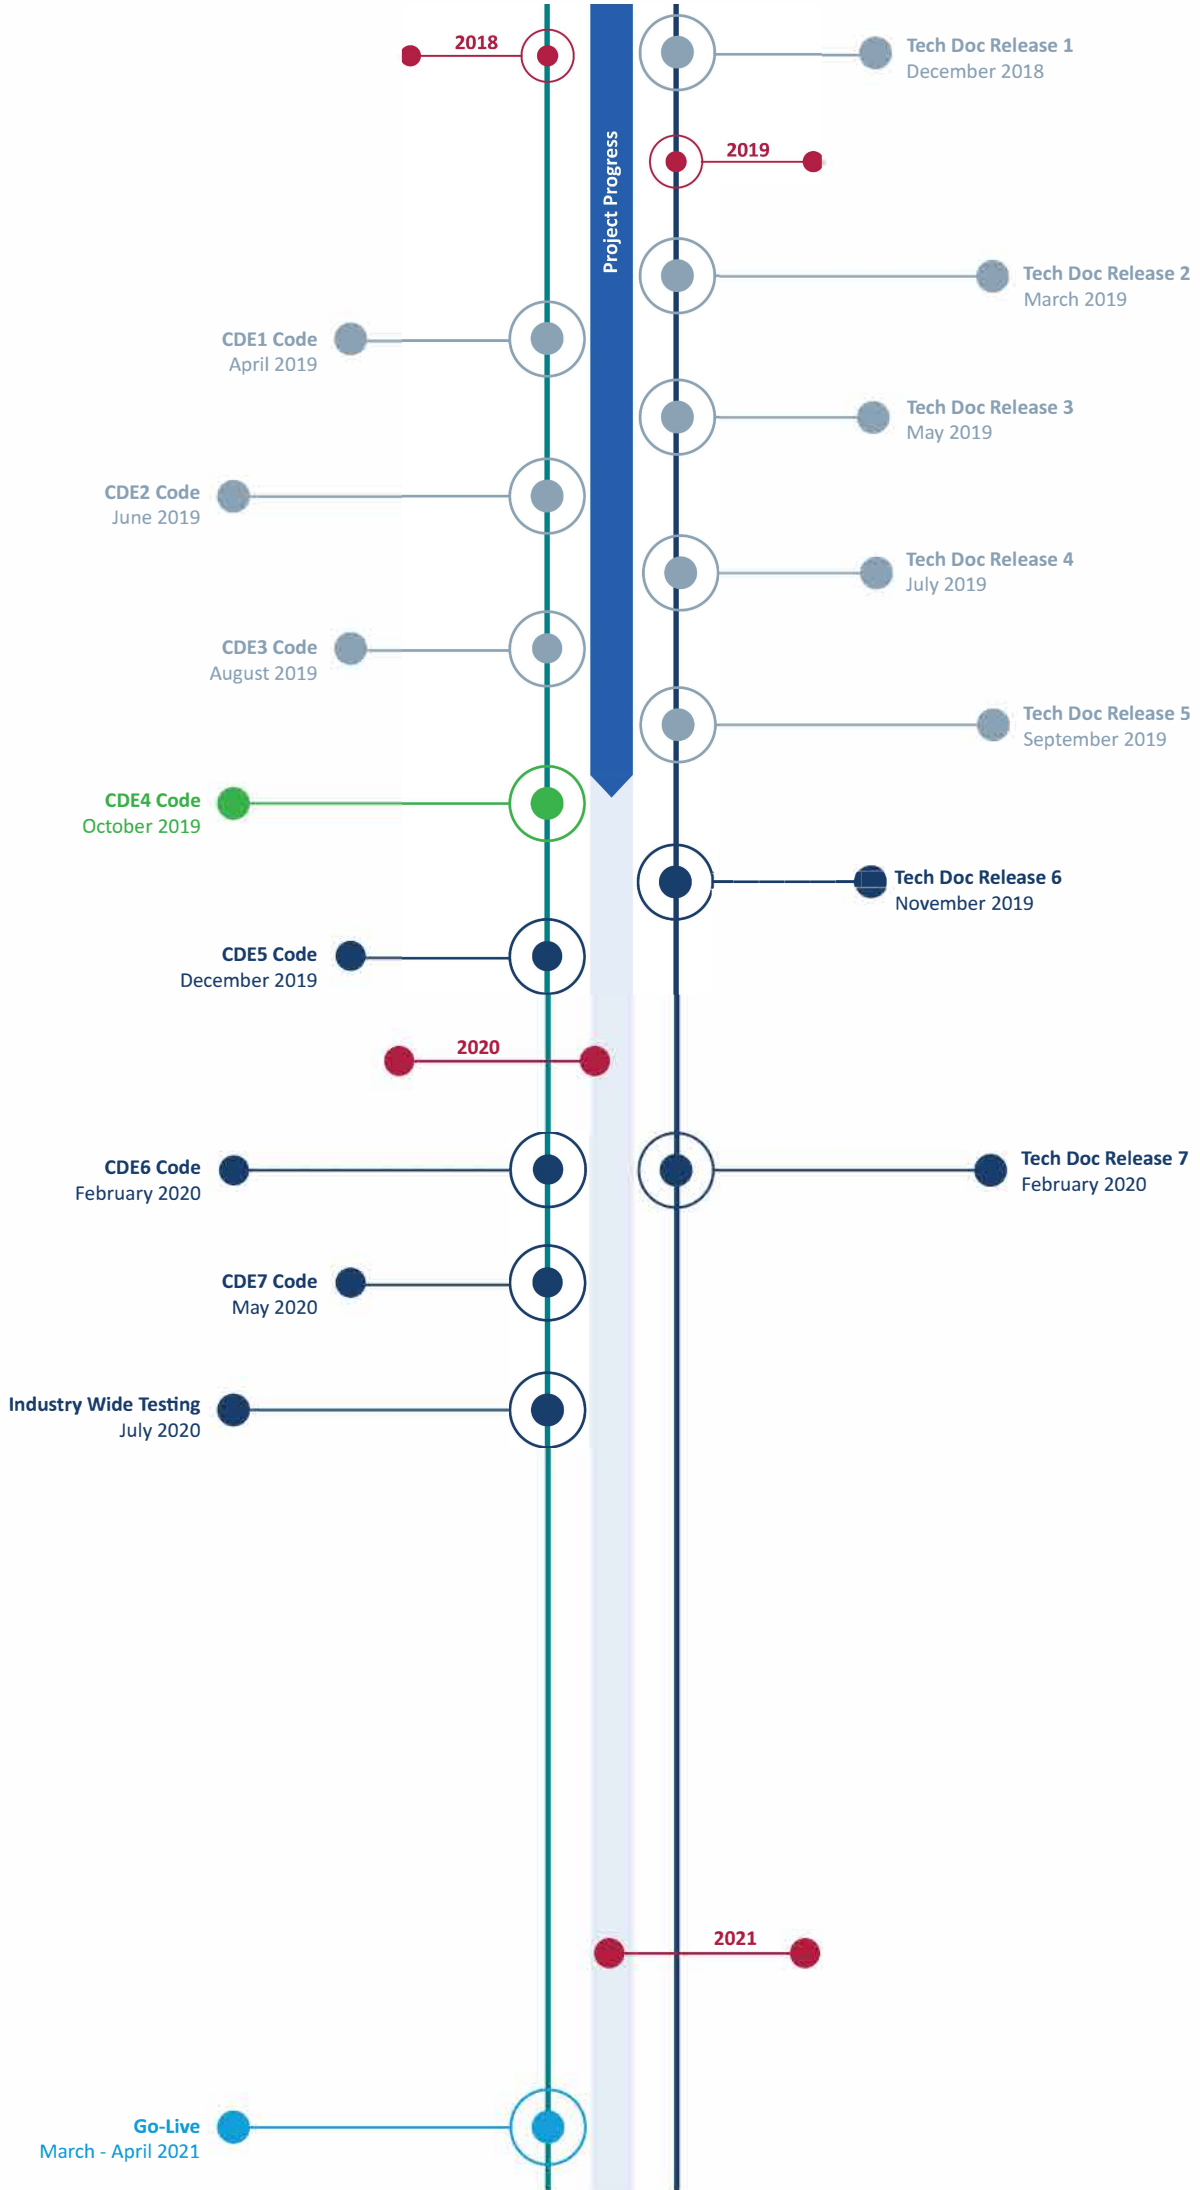 2018
Tech Doc Release 1
December 2018
Project Progress
2019
Tech Doc Release 2
March 2019
CDE1 Code
April 2019
Tech Doc Release 3
May 2019
CDE2 Code
June 2019
Tech Doc Release 4
July 2019
CDE3 Code
August 2019
Tech Doc Release 5
September 2019
CDE4 Code
October 2019
Tech Doc Release 6
November 2019
CDE5 Code
December 2019
2020
CDE6 Code
February 2020
Tech Doc Release 7
February 2020
CDE7 Code
May 2020
Industry Wide Testing
July 2020
2021
Go-Live
March - April 2021